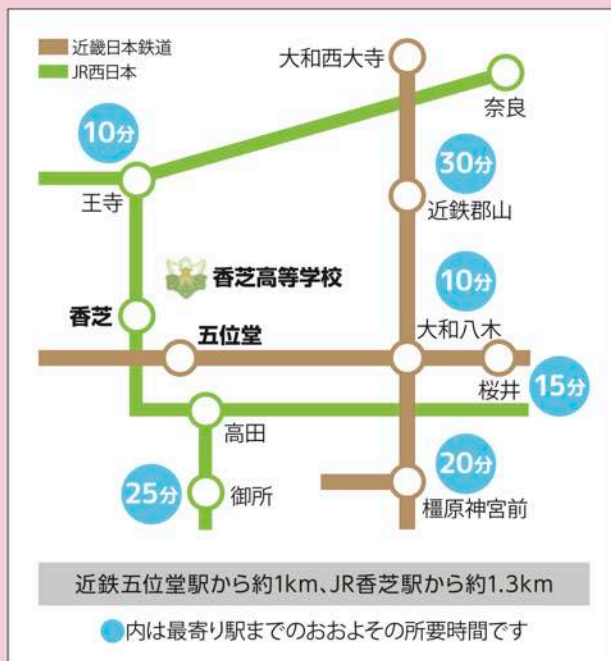 近畿日本鉄道
JR西日本
大和西大寺
奈良
10分
王寺
30分
近鉄郡山
香芝高等学校
10分
香芝
五位堂
大和八木
桜井
15分
高田
20分
25分
御所
橿原神宮前
近鉄五位堂駅から約1km、JR香芝駅から約1.3km
内は最寄り駅までのおおよその所要時間です